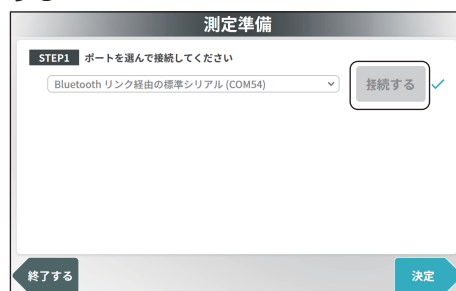 測定準備
STEP1 ポートを選んで接続してください
Bluetooth リンク経由の標準シリアル (COM54)
接続する
終了する
決定